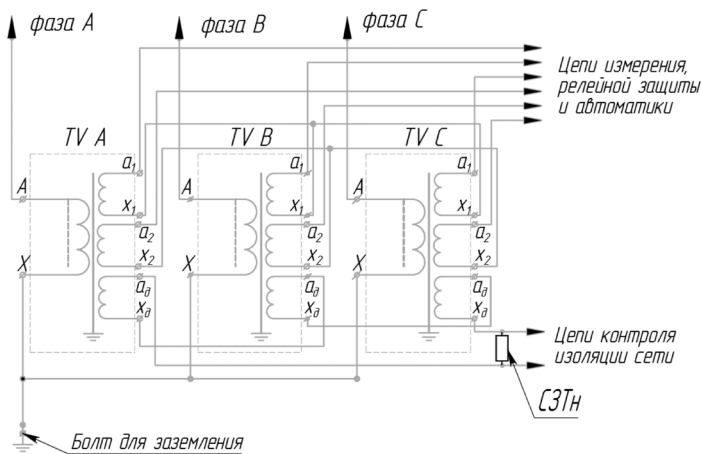 фаза A
фаза B
фаза C
Цепи измерения,
релейной защиты
и автоматики
TV A
TV B
TV C
A
a1
X1
a2
X2
X
aд
Xд
A
a1
X1
a2
X2
X
aд
Xд
A
a1
X1
a2
X2
X
aд
Xд
Цепи контроля
изоляции сети
СЗТн
Болт для заземления